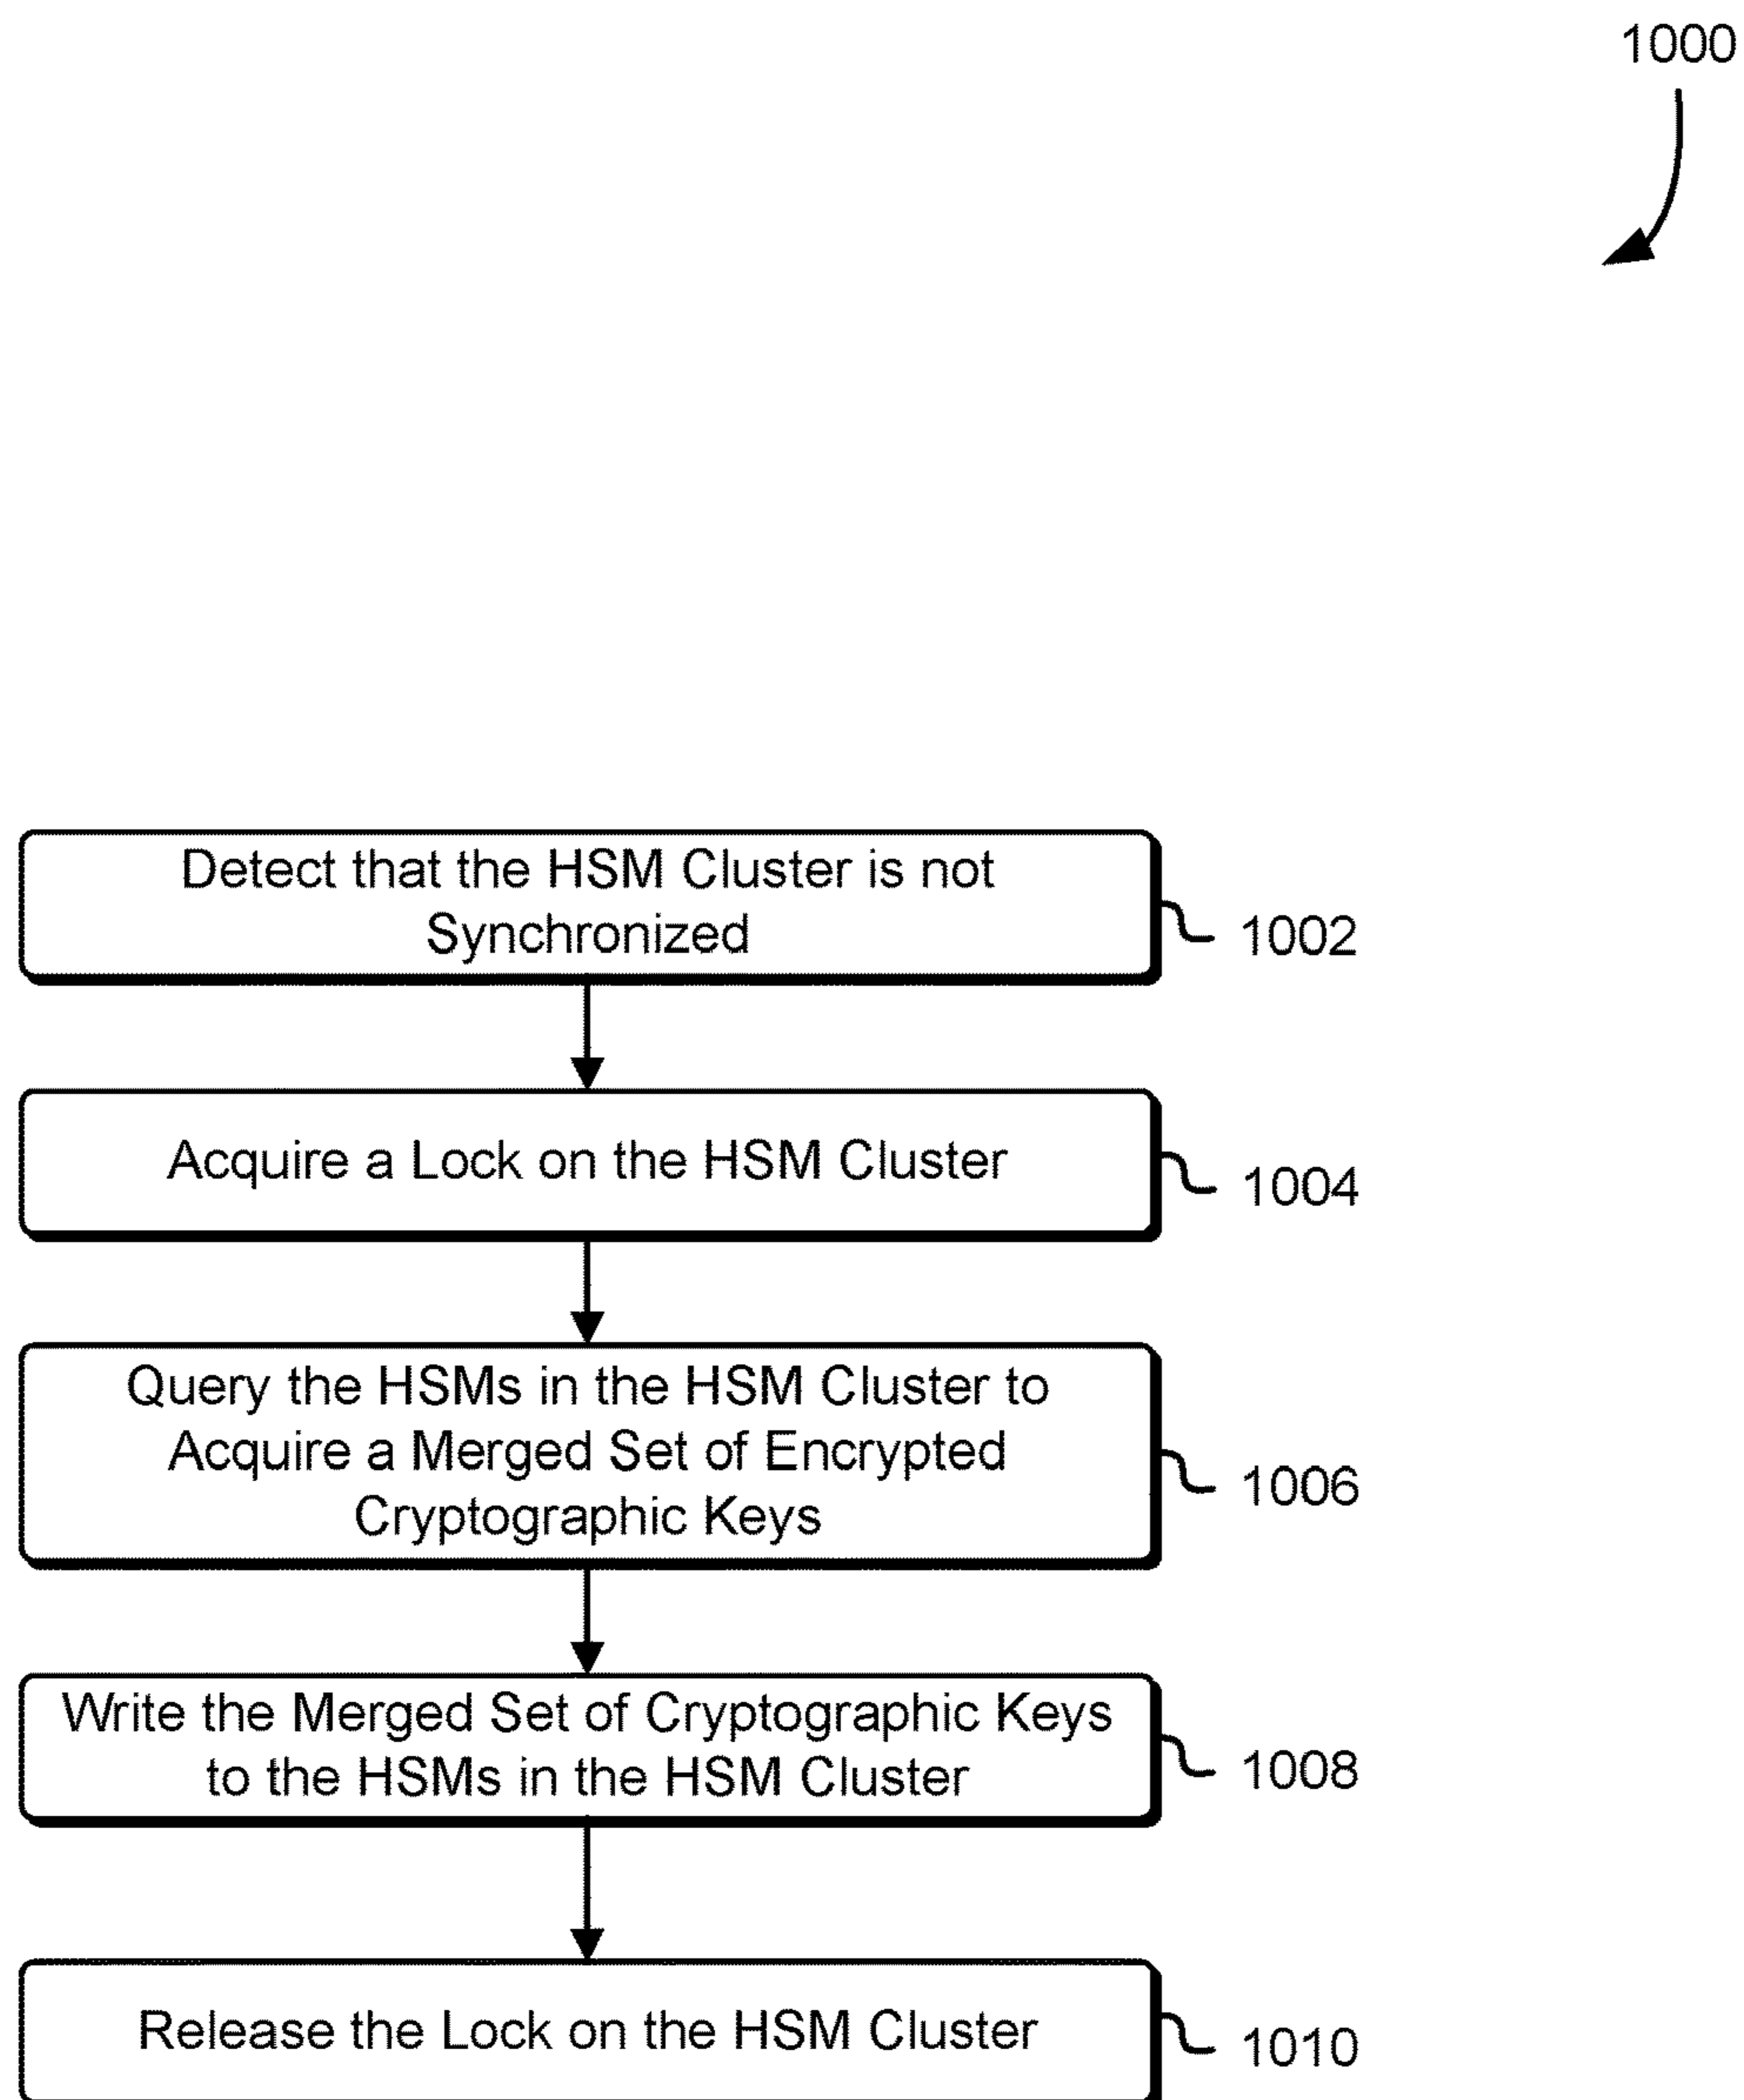 1000
Detect that the HSM Cluster is not
Synchronized
1002
Acquire a Lock on the HSM Cluster
1004
Query the HSMs in the HSM Cluster to
Acquire a Merged Set of Encrypted
Cryptographic Keys
1006
Write the Merged Set of Cryptographic Keys
to the HSMs in the HSM Cluster
1008
Release the Lock on the HSM Cluster
1010